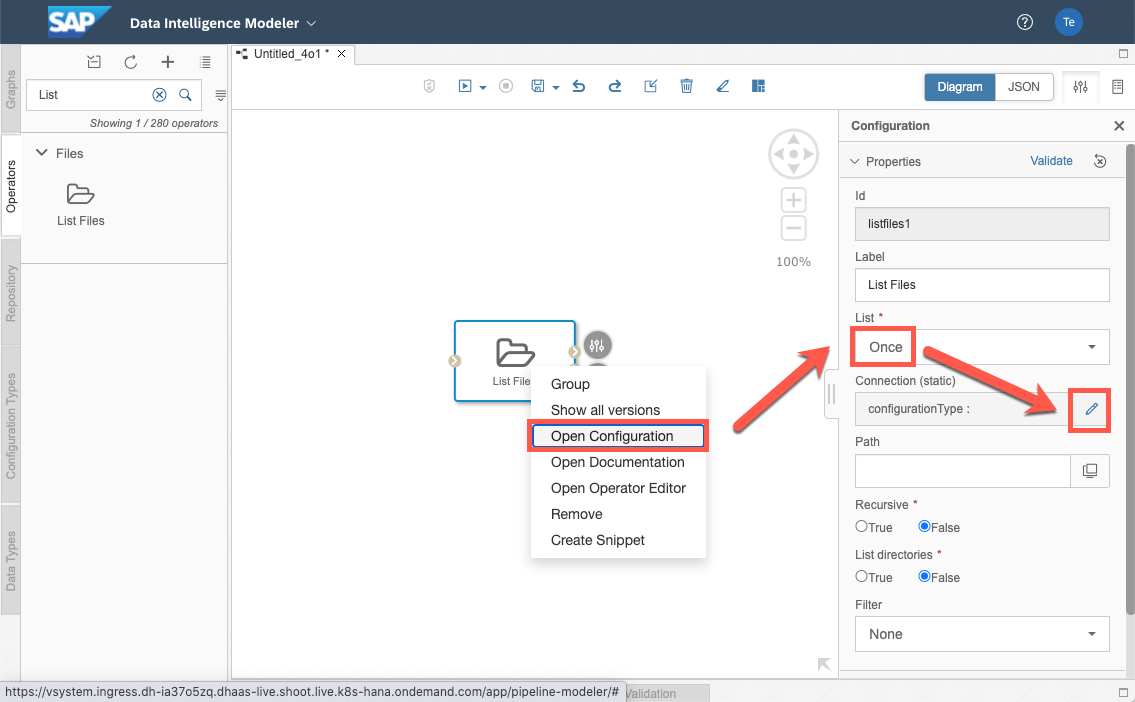 SAP Data Intelligence Modeler
Te
Graphs
Operators
Repository
Configuration Types
Data Types
List
Showing 1 / 280 operators
Files
List Files
Untitled_4o1 *
Diagram
JSON
100%
List File
Group
Show all versions
Open Configuration
Open Documentation
Open Operator Editor
Remove
Create Snippet
Configuration
Properties
Validate
Id
listfiles1
Label
List Files
List *
Once
Connection (static)
configurationType :
Path
Recursive *
True
False
List directories *
True
False
Filter
None
https://vsystem.ingress.dh-ia37o5zq.dhaas-live.shoot.live.k8s-hana.ondemand.com/app/pipeline-modeler/#
Validation